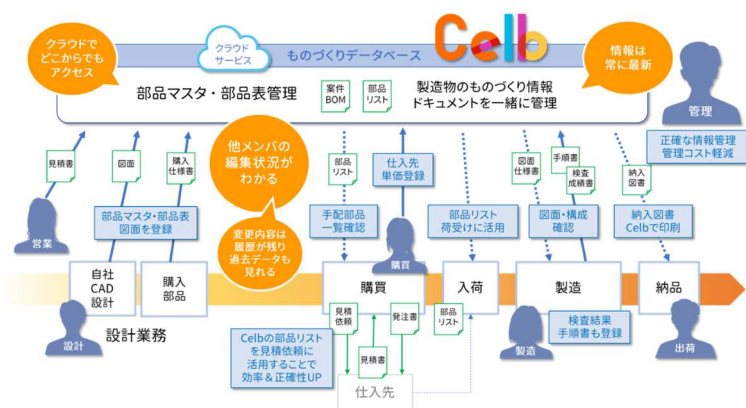 クラウドで
どこからでも
アクセス
クラウド
サービス
ものづくりデータベース
Celb
情報は
常に最新
部品マスタ・部品表管理
案件
BOM
部品
リスト
製造物のものづくり情報
ドキュメントを一緒に管理
管理
正確な情報管理
管理コスト軽減
見積書
図面
購入
仕様書
他メンバの
編集状況が
わかる
部品
リスト
仕入先
単価登録
図面
仕様書
手順書
検査
成績書
納入
図書
営業
部品マスタ・部品表
図面を登録
変更内容は
履歴が残り
過去データも
見れる
手配部品
一覧確認
購買
部品リスト
荷受けに活用
図面・構成
確認
納入図書
Celbで印刷
自社
CAD
設計
購入
部品
購買
入荷
製造
納品
設計
設計業務
Celbの部品リスト
を見積依頼に
活用することで
効率&正確性UP
見積
依頼
見積書
発注書
部品
リスト
製造
検査結果
手順書も登録
出荷
仕入先